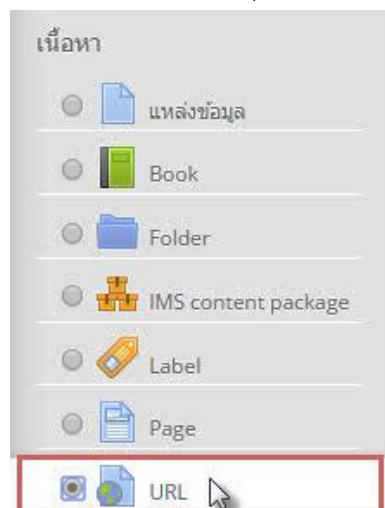 เนื้อหา
แหล่งข้อมูล
Book
Folder
IMS content package
Label
Page
URL